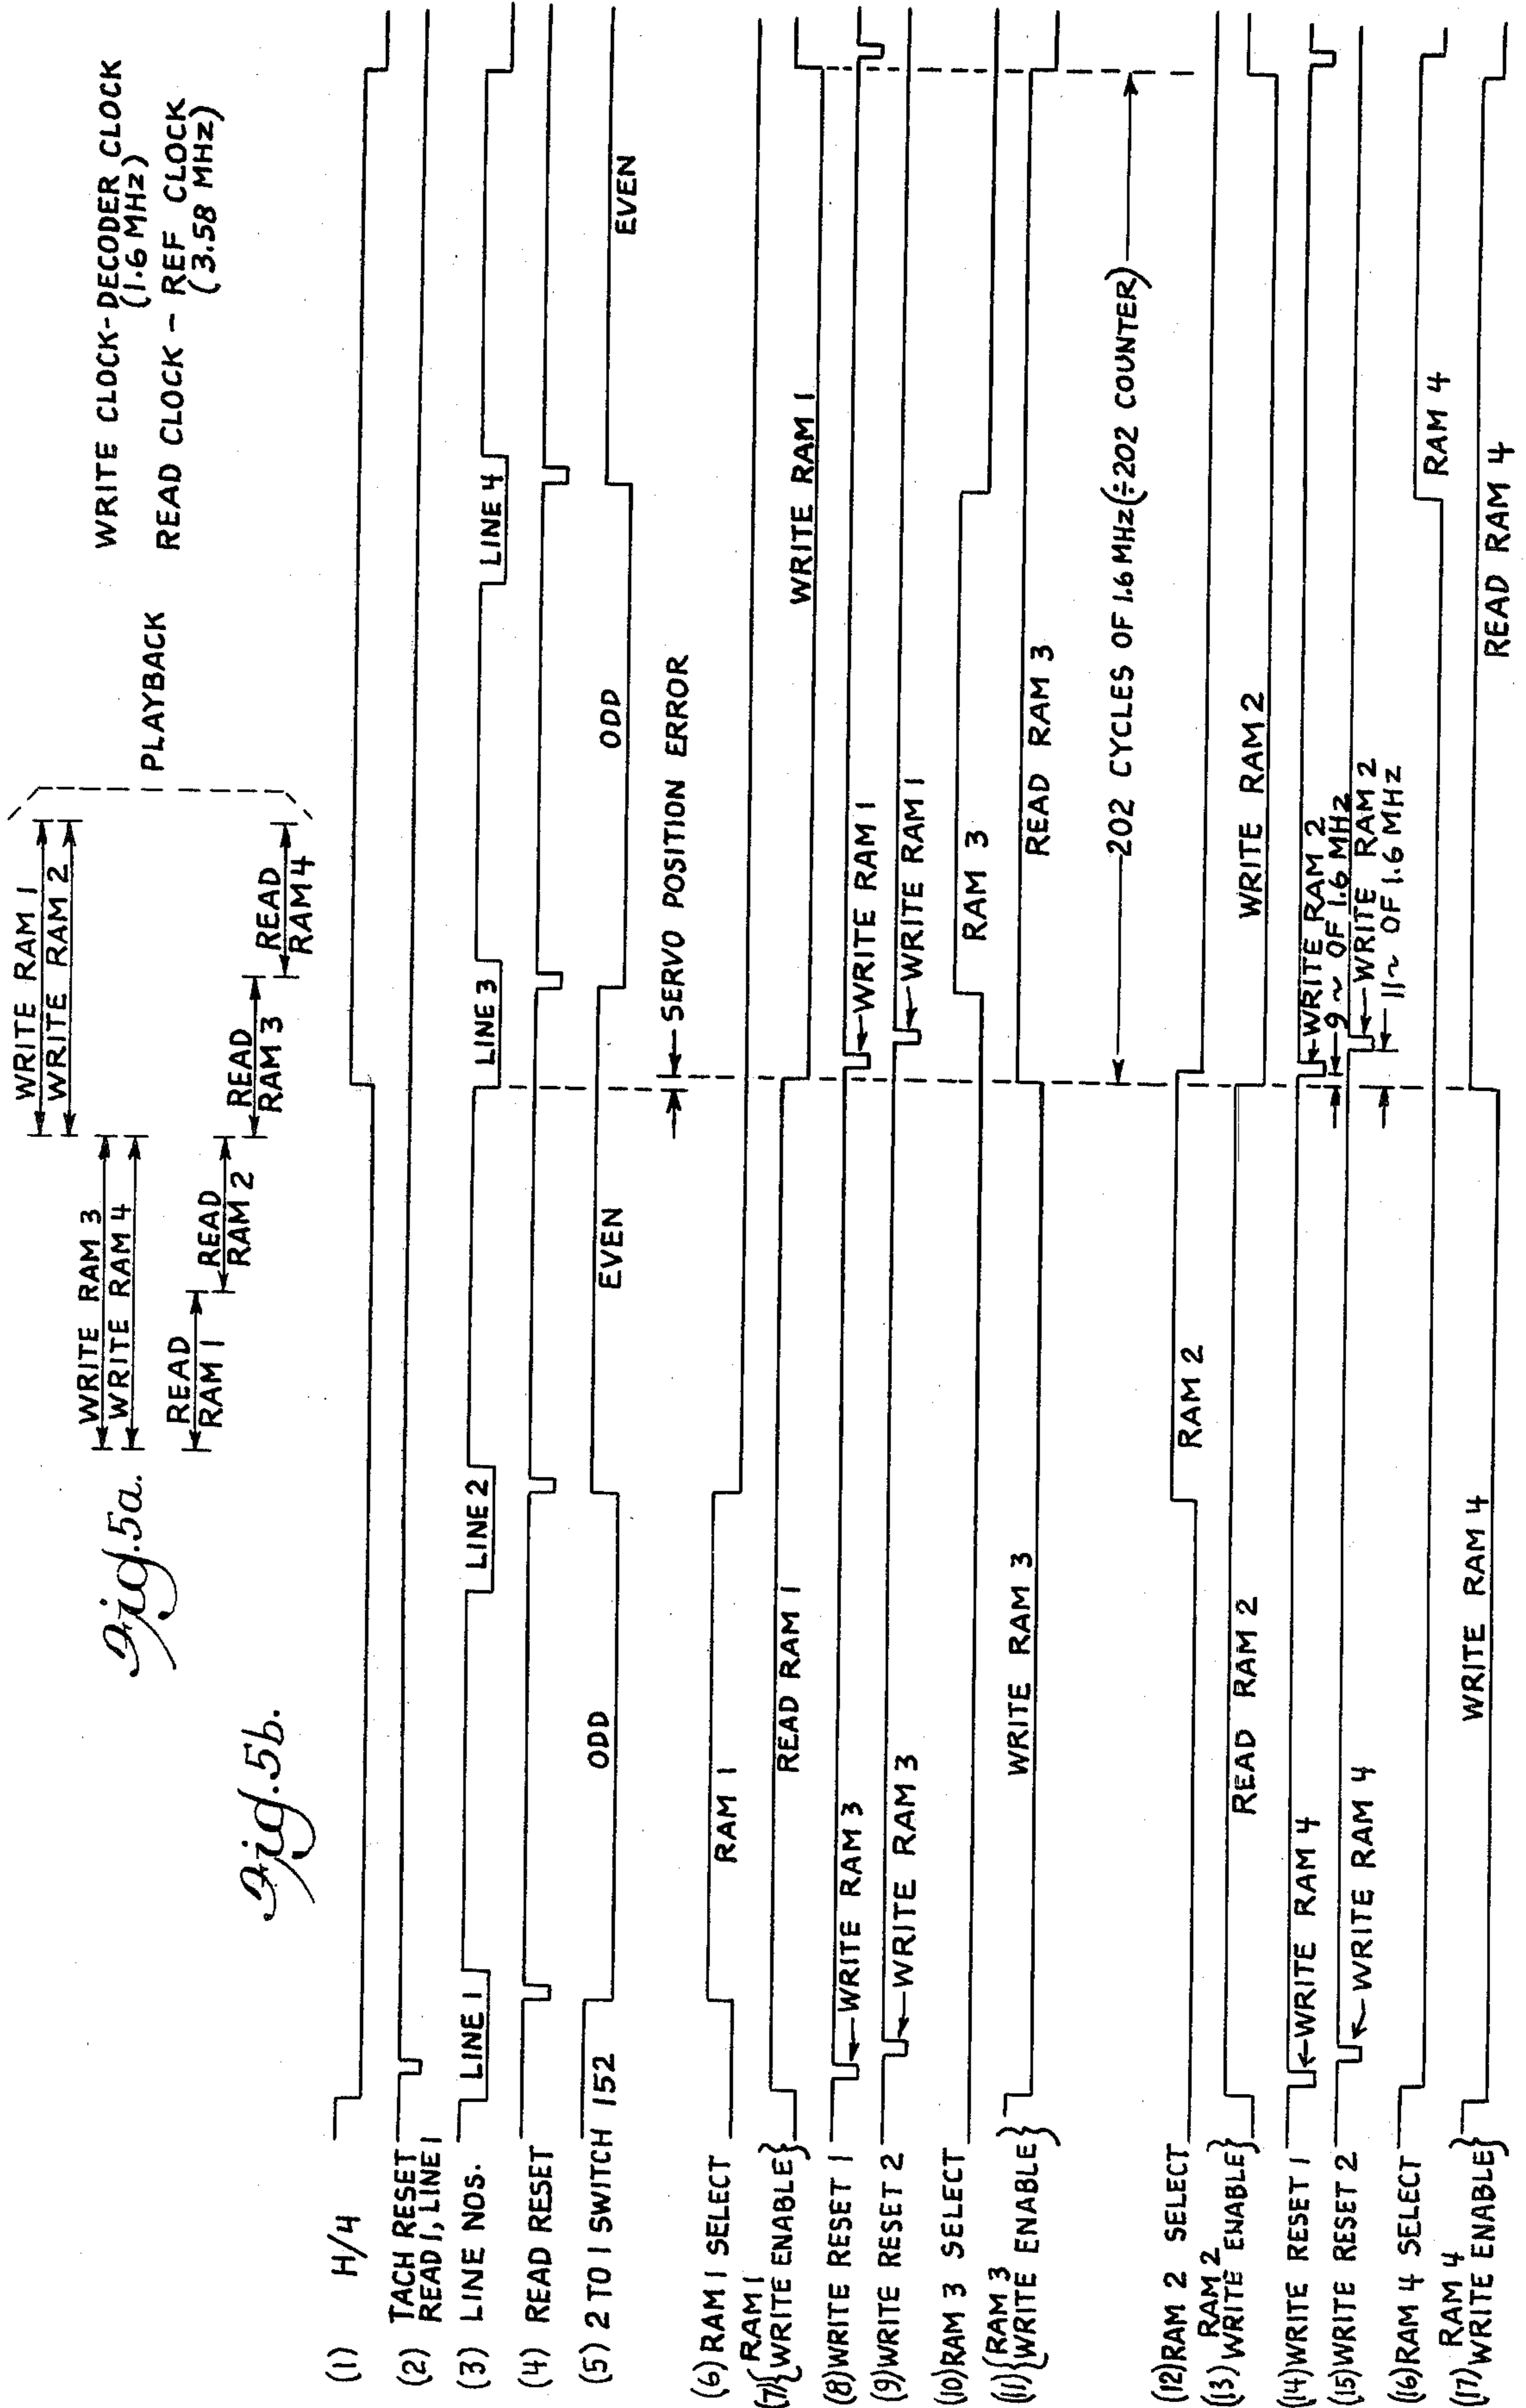 Fig. 5a.
WRITE RAM 3
WRITE RAM 4
WRITE RAM 1
WRITE RAM 2
READ
RAM 1
READ
RAM 2
READ
RAM 3
READ
RAM 4
PLAYBACK
WRITE CLOCK-DECODER CLOCK
(1.6 MHz)
READ CLOCK - REF CLOCK
(3.58 MHz)
Fig. 5b.
(1) H/4
(2) TACH RESET
READ 1, LINE 1
(3) LINE NOS.
LINE 1
LINE 2
LINE 3
LINE 4
(4) READ RESET
(5) 2 TO 1 SWITCH 152
ODD
EVEN
ODD
EVEN
SERVO POSITION ERROR
(6) RAM 1 SELECT
RAM 1
(7){RAM 1
WRITE ENABLE}
READ RAM 1
WRITE RAM 1
(8) WRITE RESET 1
WRITE RAM 3
WRITE RAM 1
(9) WRITE RESET 2
WRITE RAM 3
WRITE RAM 1
(10) RAM 3 SELECT
RAM 3
(11){RAM 3
WRITE ENABLE}
WRITE RAM 3
READ RAM 3
202 CYCLES OF 1.6 MHz (÷202 COUNTER)
(12) RAM 2 SELECT
RAM 2
(13) RAM 2
WRITE ENABLE}
READ RAM 2
WRITE RAM 2
(14) WRITE RESET 1
WRITE RAM 4
WRITE RAM 2
9 ~ OF 1.6 MHz
(15) WRITE RESET 2
WRITE RAM 4
WRITE RAM 2
11 ~ OF 1.6 MHz
(16) RAM 4 SELECT
RAM 4
(17) RAM 4
WRITE ENABLE}
WRITE RAM 4
READ RAM 4